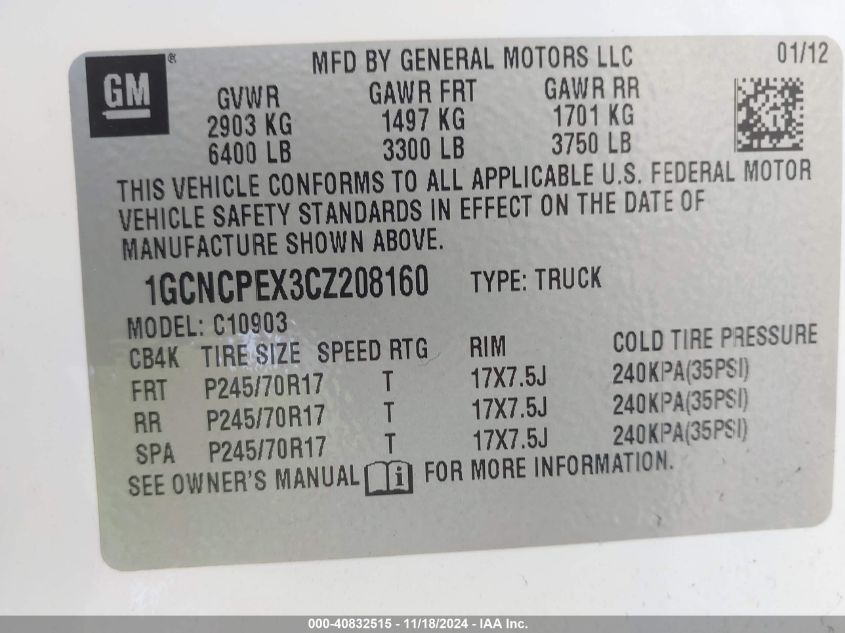 GM ®
MFD BY GENERAL MOTORS LLC 01/12
GVWR GAWR FRT GAWR RR
2903 KG 1497 KG 1701 KG
6400 LB 3300 LB 3750 LB
THIS VEHICLE CONFORMS TO ALL APPLICABLE U.S. FEDERAL MOTOR
VEHICLE SAFETY STANDARDS IN EFFECT ON THE DATE OF
MANUFACTURE SHOWN ABOVE.
1GCNCPEX3CZ208160 TYPE: TRUCK
MODEL: C10903
CB4K TIRE SIZE SPEED RTG RIM COLD TIRE PRESSURE
FRT P245/70R17 T 17X7.5J 240KPA(35PSI)
RR P245/70R17 T 17X7.5J 240KPA(35PSI)
SPA P245/70R17 T 17X7.5J 240KPA(35PSI)
SEE OWNER'S MANUAL i FOR MORE INFORMATION.
000-40832515 - 11/18/2024 - IAA Inc.